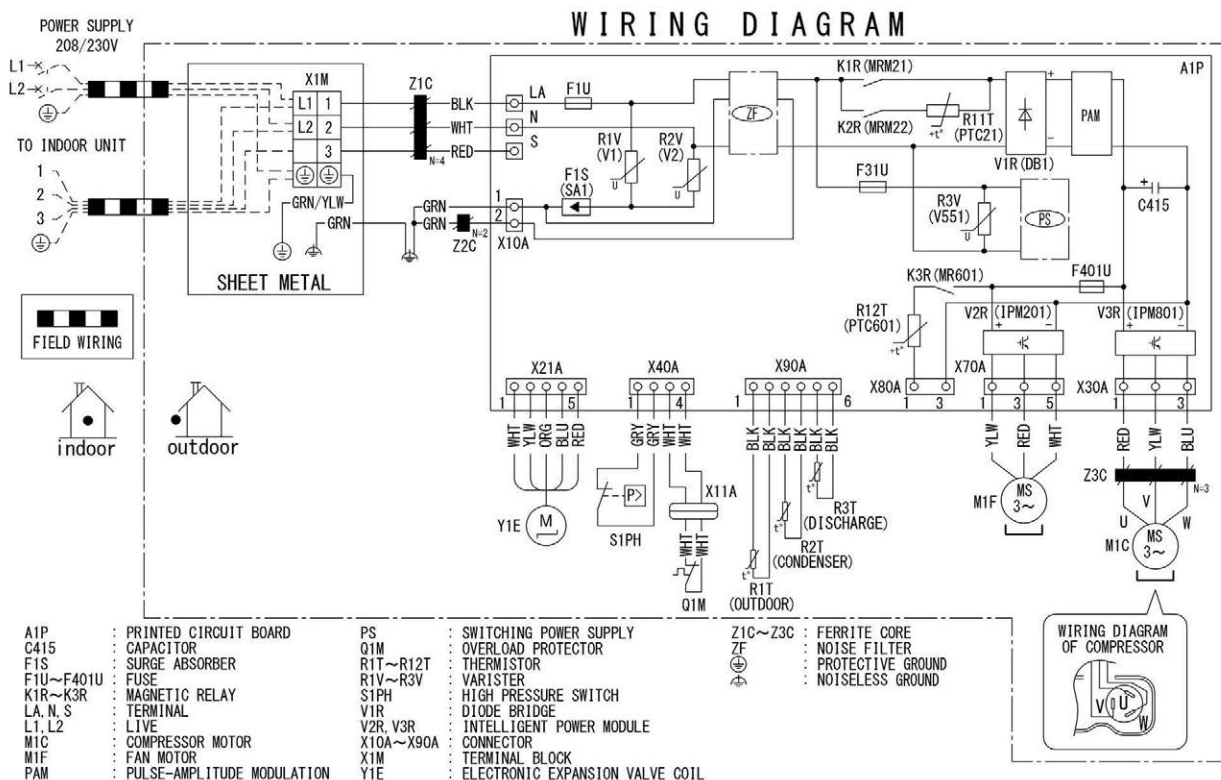 WIRING DIAGRAM
POWER SUPPLY
208/230V
L1
L2
TO INDOOR UNIT
1
2
3
X1M
L1 1
L2 2
3
GRN/YLW
GRN
SHEET METAL
Z1C
N=4
BLK
WHT
RED
LA
N
S
GRN
GRN
Z2C
N=2
1
2
X10A
F1U
F1S
(SA1)
R1V
(V1)
U
R2V
(V2)
U
ZF
K1R(MRM21)
K2R(MRM22)
R11T
(PTC21)
+t°
V1R(DB1)
+
-
PAM
A1P
F31U
R3V
(V551)
U
PS
+
C415
K3R(MR601)
F401U
R12T
(PTC601)
+t°
V2R(IPM201)
+ -
V3R(IPM801)
+ -
FIELD WIRING
indoor
outdoor
X21A
1 5
WHT YLW ORG BLU RED
Y1E
M
X40A
1 4
GRY GRY WHT WHT
P>
S1PH
X11A
WHT WHT
Q1M
X90A
1 6
BLK BLK BLK BLK BLK BLK
t°
R3T
(DISCHARGE)
t°
R2T
(CONDENSER)
t°
R1T
(OUTDOOR)
X80A
1 3
X70A
1 3 5
YLW RED WHT
M1F
MS
3~
X30A
1 3
RED YLW BLU
Z3C
N=3
U V W
M1C
MS
3~
WIRING DIAGRAM
OF COMPRESSOR
V U W
A1P : PRINTED CIRCUIT BOARD
C415 : CAPACITOR
F1S : SURGE ABSORBER
F1U~F401U : FUSE
K1R~K3R : MAGNETIC RELAY
LA, N, S : TERMINAL
L1, L2 : LIVE
M1C : COMPRESSOR MOTOR
M1F : FAN MOTOR
PAM : PULSE-AMPLITUDE MODULATION
PS : SWITCHING POWER SUPPLY
Q1M : OVERLOAD PROTECTOR
R1T~R12T : THERMISTOR
R1V~R3V : VARISTER
S1PH : HIGH PRESSURE SWITCH
V1R : DIODE BRIDGE
V2R, V3R : INTELLIGENT POWER MODULE
X10A~X90A : CONNECTOR
X1M : TERMINAL BLOCK
Y1E : ELECTRONIC EXPANSION VALVE COIL
Z1C~Z3C : FERRITE CORE
ZF : NOISE FILTER
: PROTECTIVE GROUND
: NOISELESS GROUND